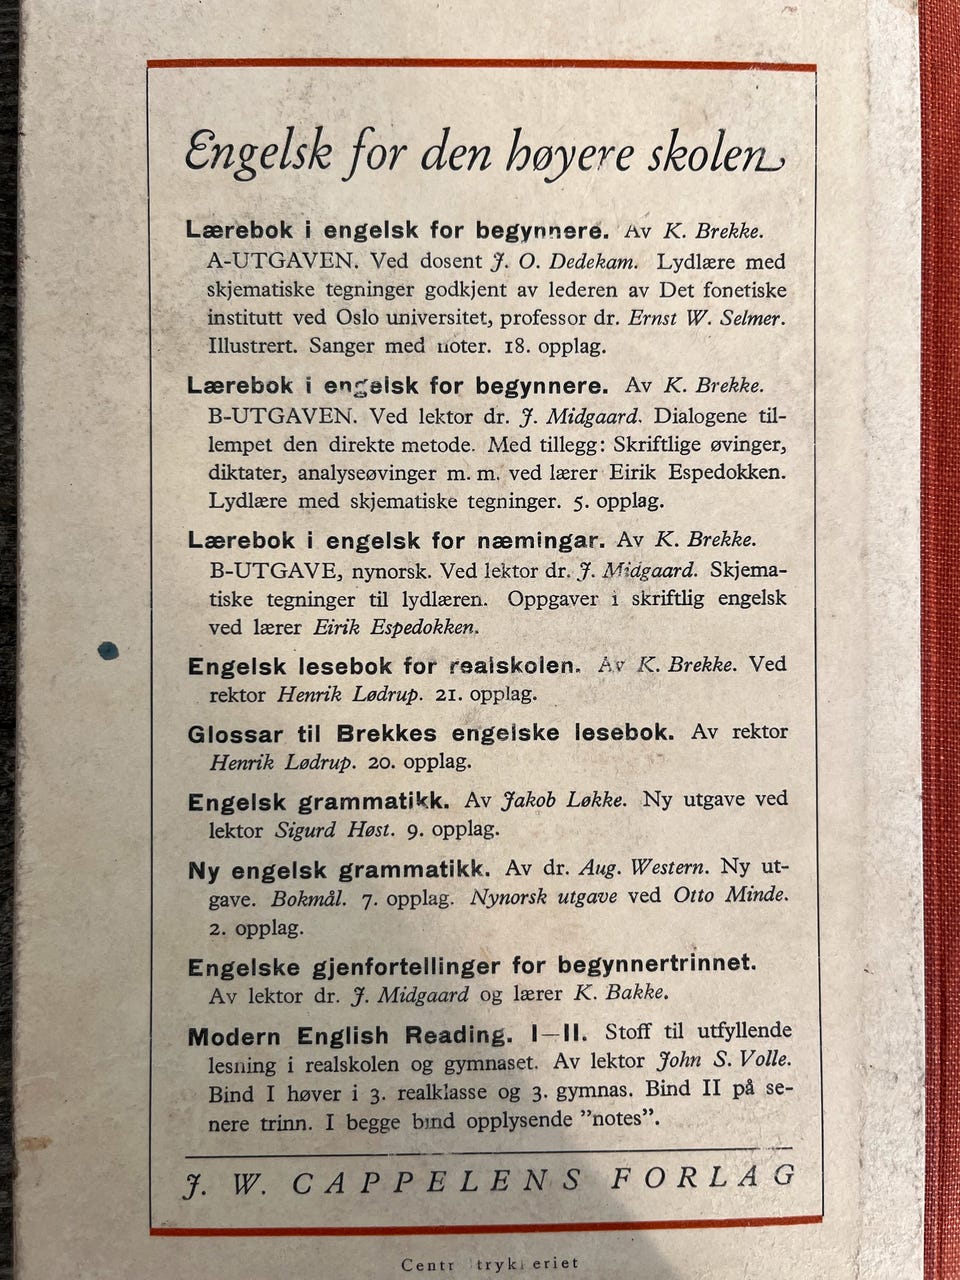 Engelsk for den høyere skolen
Lærebok i engelsk for begynnere. Av K. Brekke.
A-UTGAVEN. Ved dosent J. O. Dedekam. Lydlære med
skjematiske tegninger godkjent av lederen av Det fonetiske
institutt ved Oslo universitet, professor dr. Ernst W. Selmer.
Illustrert. Sanger med noter. 18. opplag.
Lærebok i engelsk for begynnere. Av K. Brekke.
B-UTGAVEN. Ved lektor dr. J. Midgaard. Dialogene til-
lempet den direkte metode. Med tillegg: Skriftlige øvinger,
diktater, analyseøvinger m. m. ved lærer Eirik Espedokken.
Lydlære med skjematiske tegninger. 5. opplag.
Lærebok i engelsk for næmingar. Av K. Brekke.
B-UTGAVE, nynorsk. Ved lektor dr. J. Midgaard. Skjema-
tiske tegninger til lydlæren. Oppgaver i skriftlig engelsk
ved lærer Eirik Espedokken.
Engelsk lesebok for realskolen. Av K. Brekke. Ved
rektor Henrik Lødrup. 21. opplag.
Glossar til Brekkes engelske lesebok. Av rektor
Henrik Lødrup. 20. opplag.
Engelsk grammatikk. Av Jakob Løkke. Ny utgave ved
lektor Sigurd Høst. 9. opplag.
Ny engelsk grammatikk. Av dr. Aug. Western. Ny ut-
gave. Bokmål. 7. opplag. Nynorsk utgave ved Otto Minde.
2. opplag.
Engelske gjenfortellinger for begynnertrinnet.
Av lektor dr. J. Midgaard og lærer K. Bakke.
Modern English Reading. I—II. Stoff til utfyllende
lesning i realskolen og gymnaset. Av lektor John S. Volle.
Bind I høver i 3. realklasse og 3. gymnas. Bind II på se-
nere trinn. I begge bind opplysende ”notes”.
J. W. CAPPELENS FORLAG